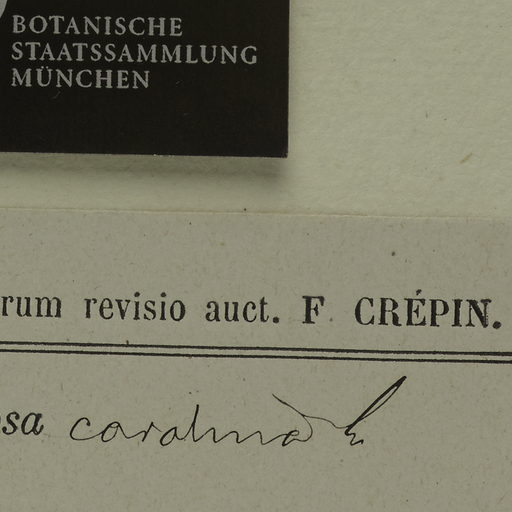 BOTANISCHE
STAATSSAMMLUNG
MÜNCHEN
rum revisio auct. F CRÉPIN.
sa carolina L